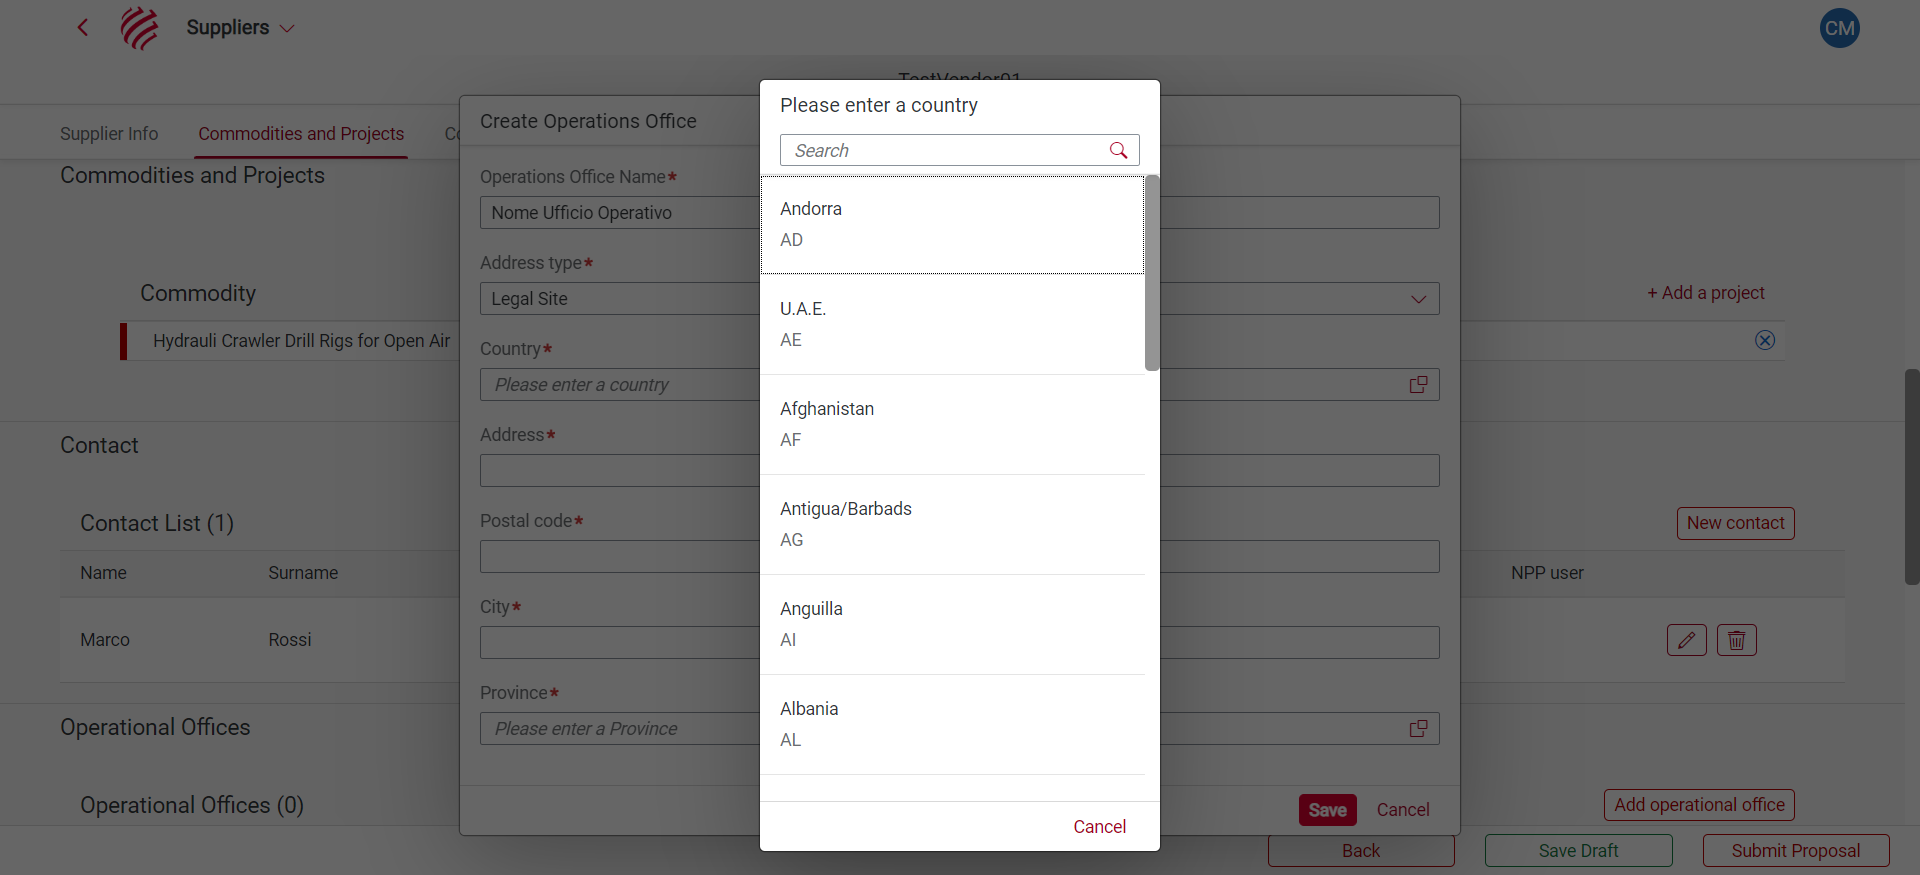 Suppliers
CM
TestVendor01
Supplier Info
Commodities and Projects
Commodities and Projects
Commodity
+ Add a project
Hydrauli Crawler Drill Rigs for Open Air
Contact
Contact List (1)
New contact
Name
Surname
NPP user
Marco
Rossi
Operational Offices
Operational Offices (0)
Add operational office
Back
Save Draft
Submit Proposal
Create Operations Office
Operations Office Name*
Nome Ufficio Operativo
Address type*
Legal Site
Country*
Please enter a country
Address*
Postal code*
City*
Province*
Please enter a Province
Save
Cancel
Please enter a country
Search
Andorra
AD
U.A.E.
AE
Afghanistan
AF
Antigua/Barbads
AG
Anguilla
AI
Albania
AL
Cancel